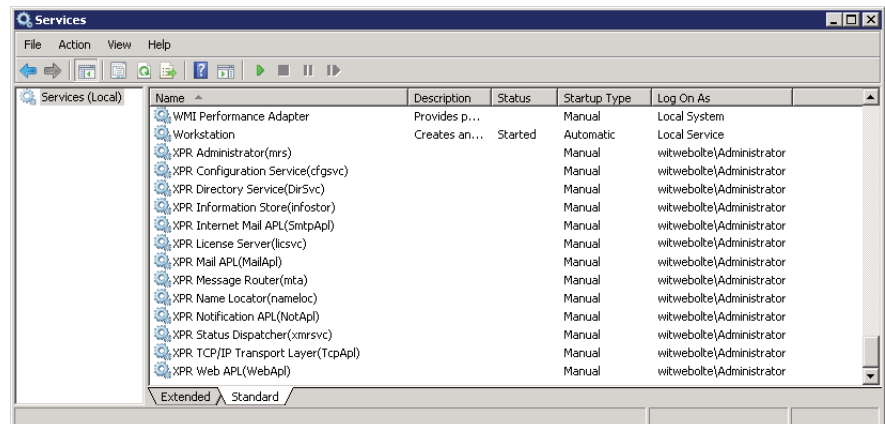 Services
File Action View Help
Services (Local)
Name Description Status Startup Type Log On As
WMI Performance Adapter Provides p... Manual Local System
Workstation Creates an... Started Automatic Local Service
XPR Administrator(mrs) Manual witwebolte\Administrator
XPR Configuration Service(cfgsvc) Manual witwebolte\Administrator
XPR Directory Service(DirSvc) Manual witwebolte\Administrator
XPR Information Store(infostor) Manual witwebolte\Administrator
XPR Internet Mail APL(SmtpApl) Manual witwebolte\Administrator
XPR License Server(licsvc) Manual witwebolte\Administrator
XPR Mail APL(MailApl) Manual witwebolte\Administrator
XPR Message Router(mta) Manual witwebolte\Administrator
XPR Name Locator(nameloc) Manual witwebolte\Administrator
XPR Notification APL(NotApl) Manual witwebolte\Administrator
XPR Status Dispatcher(xmrsvc) Manual witwebolte\Administrator
XPR TCP/IP Transport Layer(TcpApl) Manual witwebolte\Administrator
XPR Web APL(WebApl) Manual witwebolte\Administrator
Extended Standard